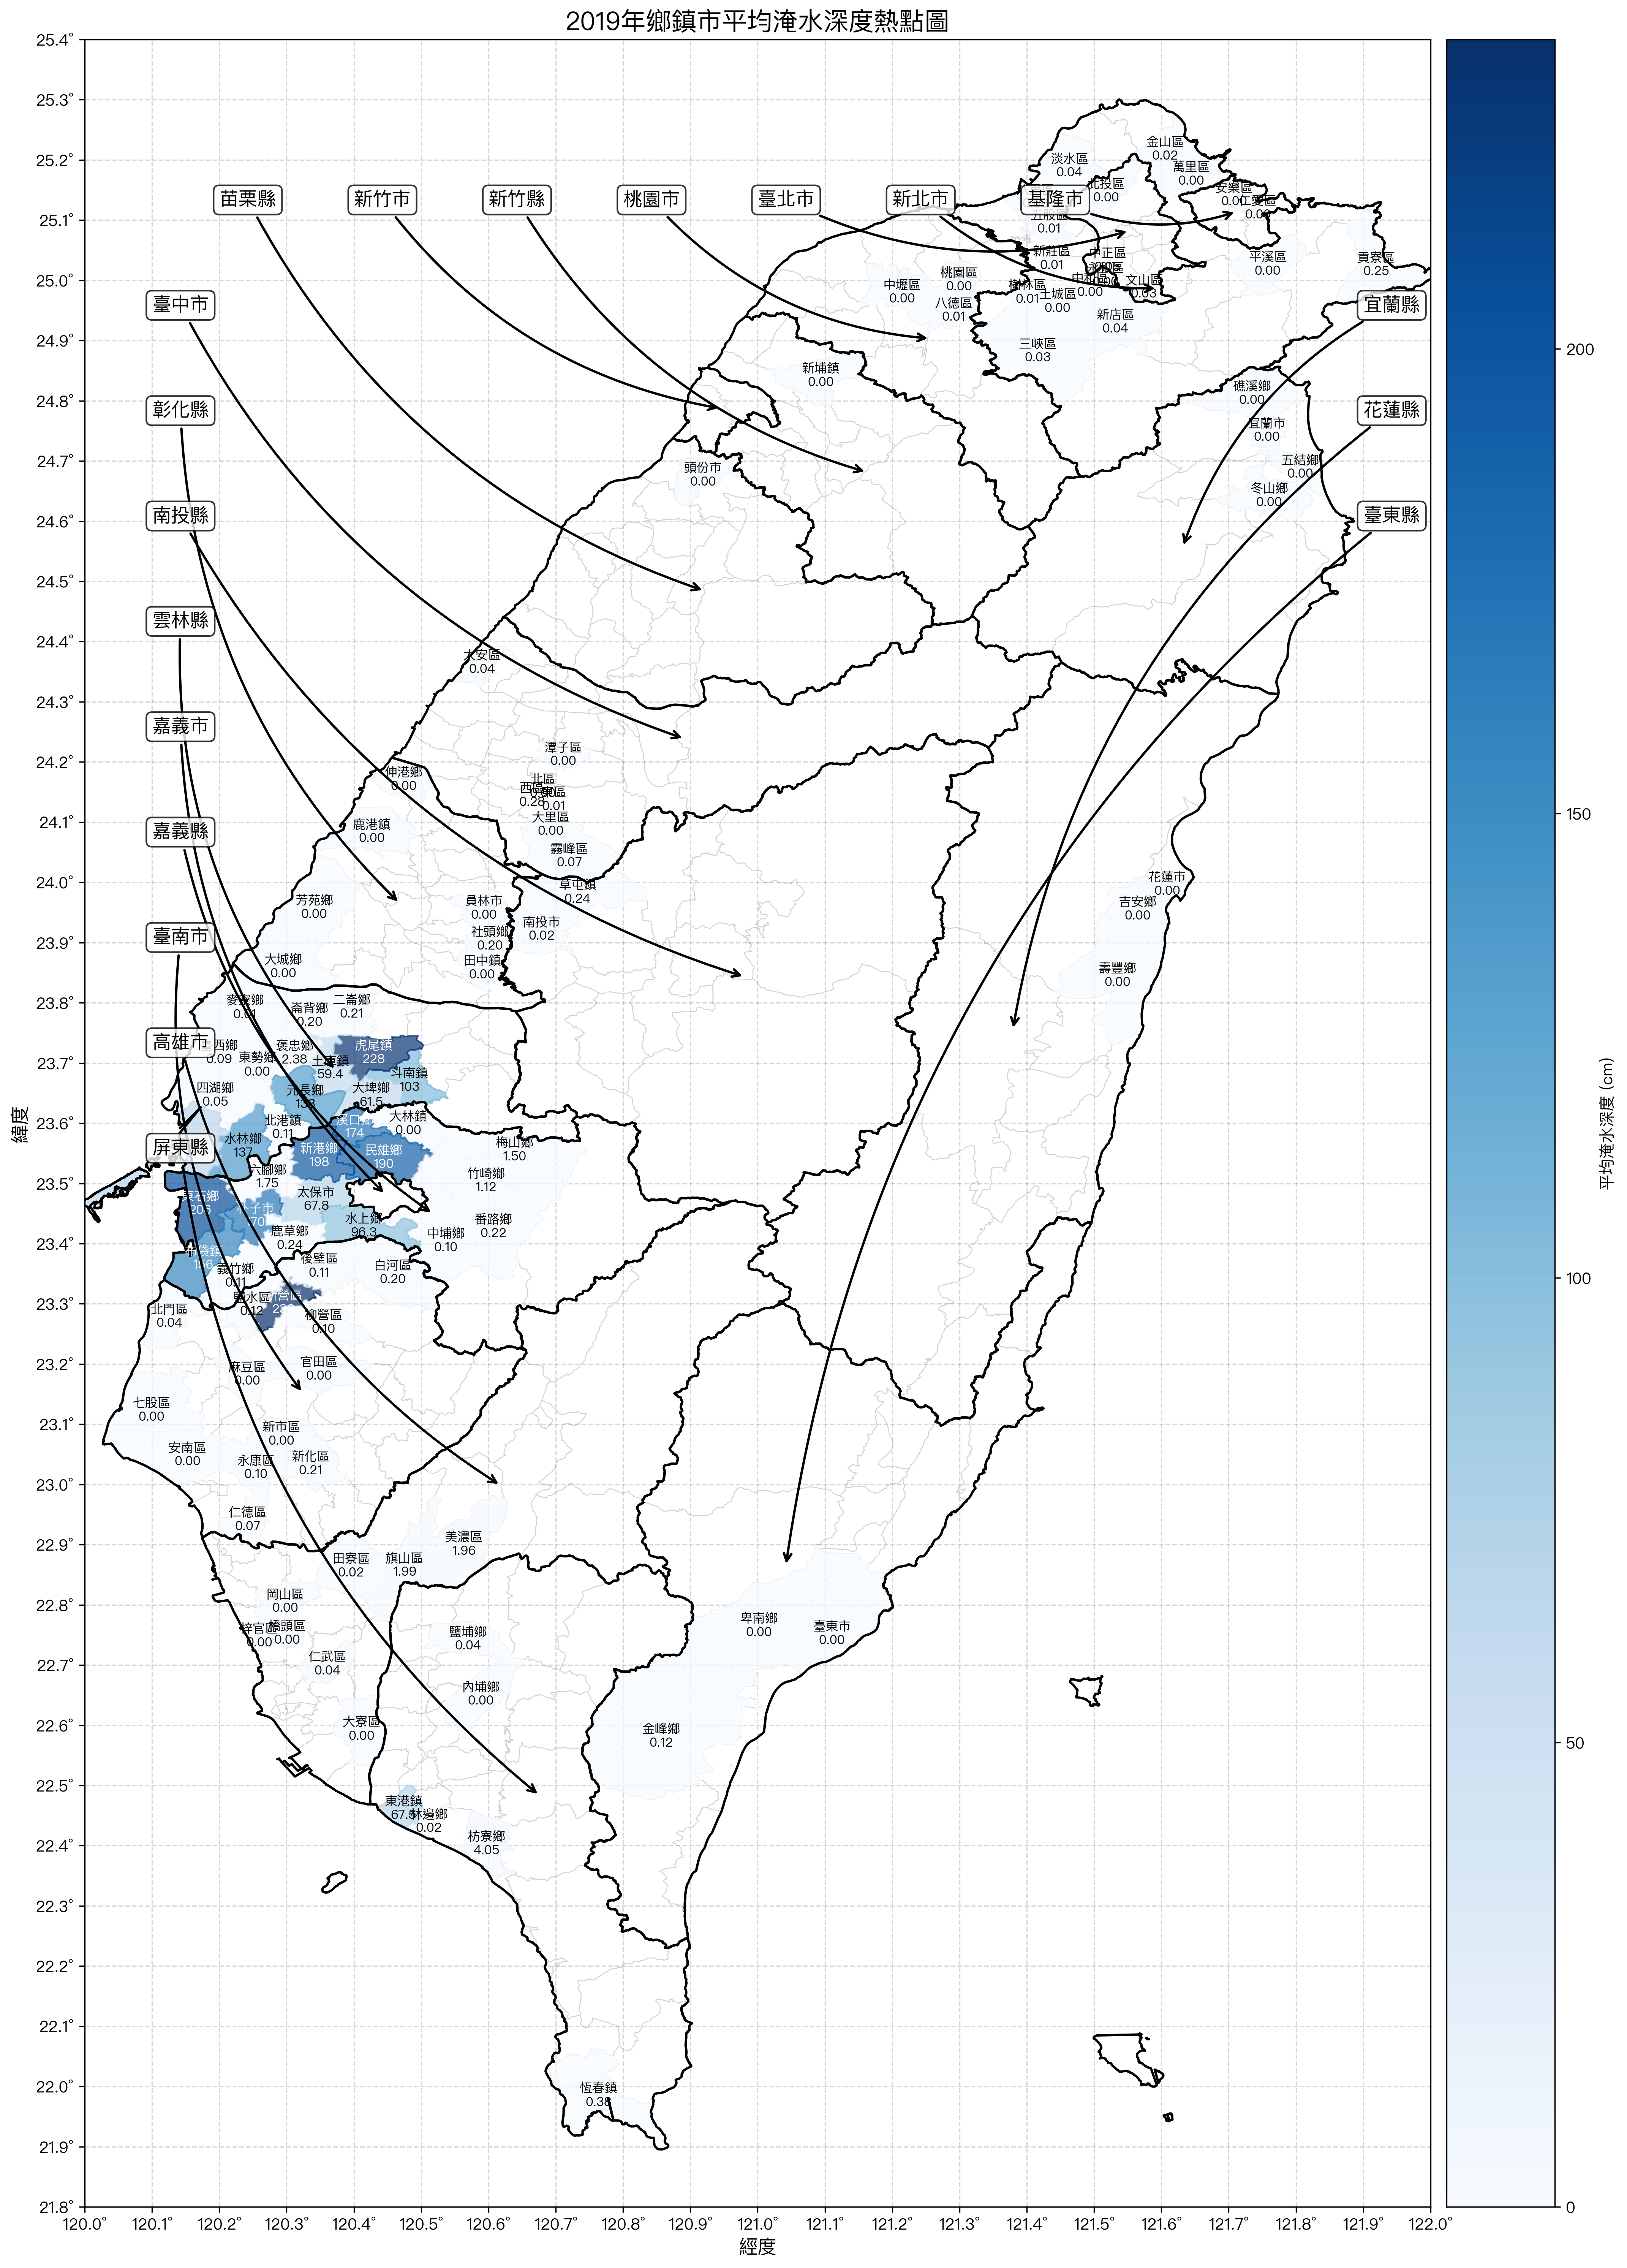 2019年鄉鎮市平均淹水深度熱點圖
25.4°
25.3°
25.2°
25.1°
25.0°
24.9°
24.8°
24.7°
24.6°
24.5°
24.4°
24.3°
24.2°
24.1°
24.0°
23.9°
23.8°
23.7°
23.6°
23.5°
23.4°
23.3°
23.2°
23.1°
23.0°
22.9°
22.8°
22.7°
22.6°
22.5°
22.4°
22.3°
22.2°
22.1°
22.0°
21.9°
21.8°
緯度
苗栗縣
新竹市
新竹縣
桃園市
臺北市
新北市
基隆市
臺中市
彰化縣
南投縣
雲林縣
嘉義市
嘉義縣
臺南市
高雄市
屏東縣
宜蘭縣
花蓮縣
臺東縣
金山區
0.02
淡水區
0.04
萬里區
0.00
北投區
0.00
安樂區
0.00
仁愛區
0.01
新莊區
0.01
中正區
平溪區
0.00
貢寮區
0.25
桃園區
0.00
中壢區
0.00
八德區
0.01
樹林區
0.01
土城區
0.00
0.00
文山區
0.03
新店區
0.04
三峽區
0.03
新埔鎮
0.00
礁溪鄉
0.00
宜蘭市
0.00
五結鄉
0.00
冬山鄉
0.00
頭份市
0.00
大安區
0.04
潭子區
0.00
北區
西區
0.28
東區
0.01
大里區
0.00
霧峰區
0.07
伸港鄉
0.00
鹿港鎮
0.00
草屯鎮
0.24
芳苑鄉
0.00
員林市
0.00
南投市
0.02
社頭鄉
0.20
田中鎮
0.00
大城鄉
0.00
花蓮市
0.00
吉安鄉
0.00
壽豐鄉
0.00
麥寮鄉
0.01
崙背鄉
0.20
二崙鄉
0.21
西鄉
0.09
東勢鄉
0.00
褒忠鄉
2.38
土庫鎮
59.4
虎尾鎮
228
斗南鎮
103
四湖鄉
0.05
元長鄉
大埤鄉
61.5
北港鎮
0.11
溪口鄉
174
大林鎮
0.00
水林鄉
137
新港鄉
198
民雄鄉
190
梅山鄉
1.50
六腳鄉
1.75
竹崎鄉
1.12
東石鄉
太保市
67.8
鹿草鄉
0.24
水上鄉
96.3
中埔鄉
0.10
番路鄉
0.22
義竹鄉
0.11
後壁區
0.11
白河區
0.20
北門區
0.04
鹽水區
0.12
柳營區
0.10
麻豆區
0.00
官田區
0.00
七股區
0.00
新市區
0.00
安南區
0.00
永康區
0.10
新化區
0.21
仁德區
0.07
美濃區
1.96
田寮區
0.02
旗山區
1.99
岡山區
0.00
梓官區
0.00
橋頭區
0.00
仁武區
0.04
鹽埔鄉
0.04
內埔鄉
0.00
大寮區
0.00
卑南鄉
0.00
臺東市
0.00
金峰鄉
0.12
東港鎮
67.5
林邊鄉
0.02
枋寮鄉
4.05
恆春鎮
0.38
120.0°
120.1°
120.2°
120.3°
120.4°
120.5°
120.6°
120.7°
120.8°
120.9°
121.0°
121.1°
121.2°
121.3°
121.4°
121.5°
121.6°
121.7°
121.8°
121.9°
122.0°
經度
200
150
100
50
0
平均淹水深度 (cm)